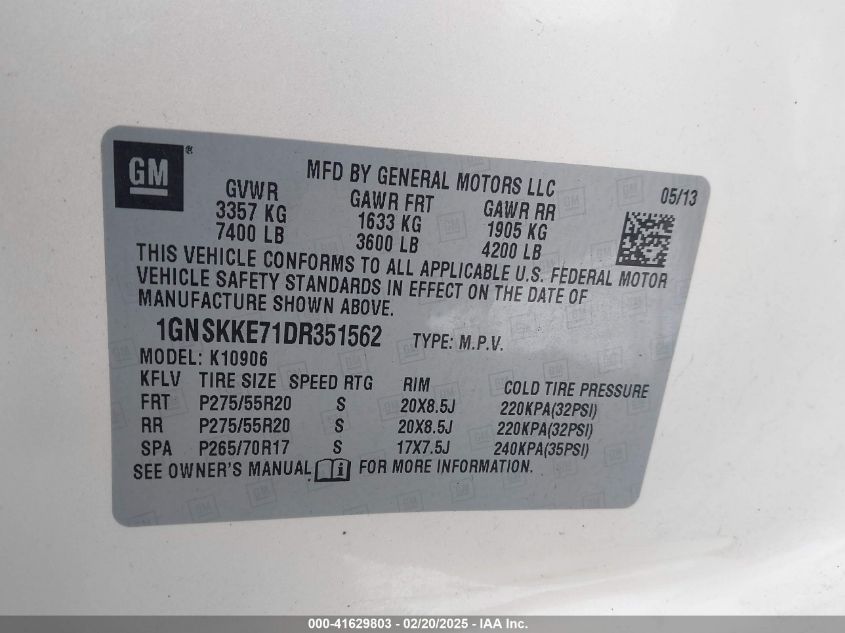 GM®
MFD BY GENERAL MOTORS LLC
05/13
GVWR GAWR FRT GAWR RR
3357 KG 1633 KG 1905 KG
7400 LB 3600 LB 4200 LB
THIS VEHICLE CONFORMS TO ALL APPLICABLE U.S. FEDERAL MOTOR
VEHICLE SAFETY STANDARDS IN EFFECT ON THE DATE OF
MANUFACTURE SHOWN ABOVE.
1GNSKKE71DR351562 TYPE: M.P.V.
MODEL: K10906
KFLV TIRE SIZE SPEED RTG RIM COLD TIRE PRESSURE
FRT P275/55R20 S 20X8.5J 220KPA(32PSI)
RR P275/55R20 S 20X8.5J 220KPA(32PSI)
SPA P265/70R17 S 17X7.5J 240KPA(35PSI)
SEE OWNER'S MANUAL FOR MORE INFORMATION.
000-41629803 - 02/20/2025 - IAA Inc.